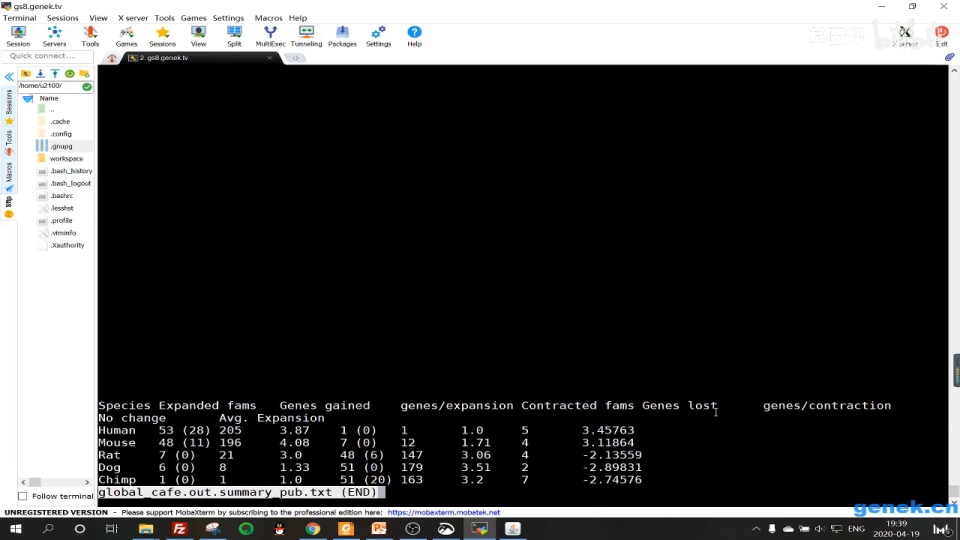 gs8.genek.tv
Terminal Sessions View X server Tools Games Settings Macros Help
Session Servers Tools Games Sessions View Split MultiExec Tunneling Packages Settings Help X server Exit
Quick connect...
2. gs8.genek.tv
/home/u2100/
Name
..
.cache
.config
.gnupg
workspace
.bash_history
.bash_logout
.bashrc
.lesshst
.profile
.viminfo
.Xauthority
Sessions
Tools
Macros
Sftp
Species Expanded fams Genes gained genes/expansion Contracted fams Genes lost genes/contraction
No change Avg. Expansion
Human 53 (28) 205 3.87 1 (0) 1 1.0 5 3.45763
Mouse 48 (11) 196 4.08 7 (0) 12 1.71 4 3.11864
Rat 7 (0) 21 3.0 48 (6) 147 3.06 4 -2.13559
Dog 6 (0) 8 1.33 51 (0) 179 3.51 2 -2.89831
Chimp 1 (0) 1 1.0 51 (20) 163 3.2 7 -2.74576
global_cafe.out.summary_pub.txt (END)
Follow terminal
genek.cn
UNREGISTERED VERSION - Please support MobaXterm by subscribing to the professional edition here: https://mobaxterm.mobatek.net
ENG
19:39
2020-04-19